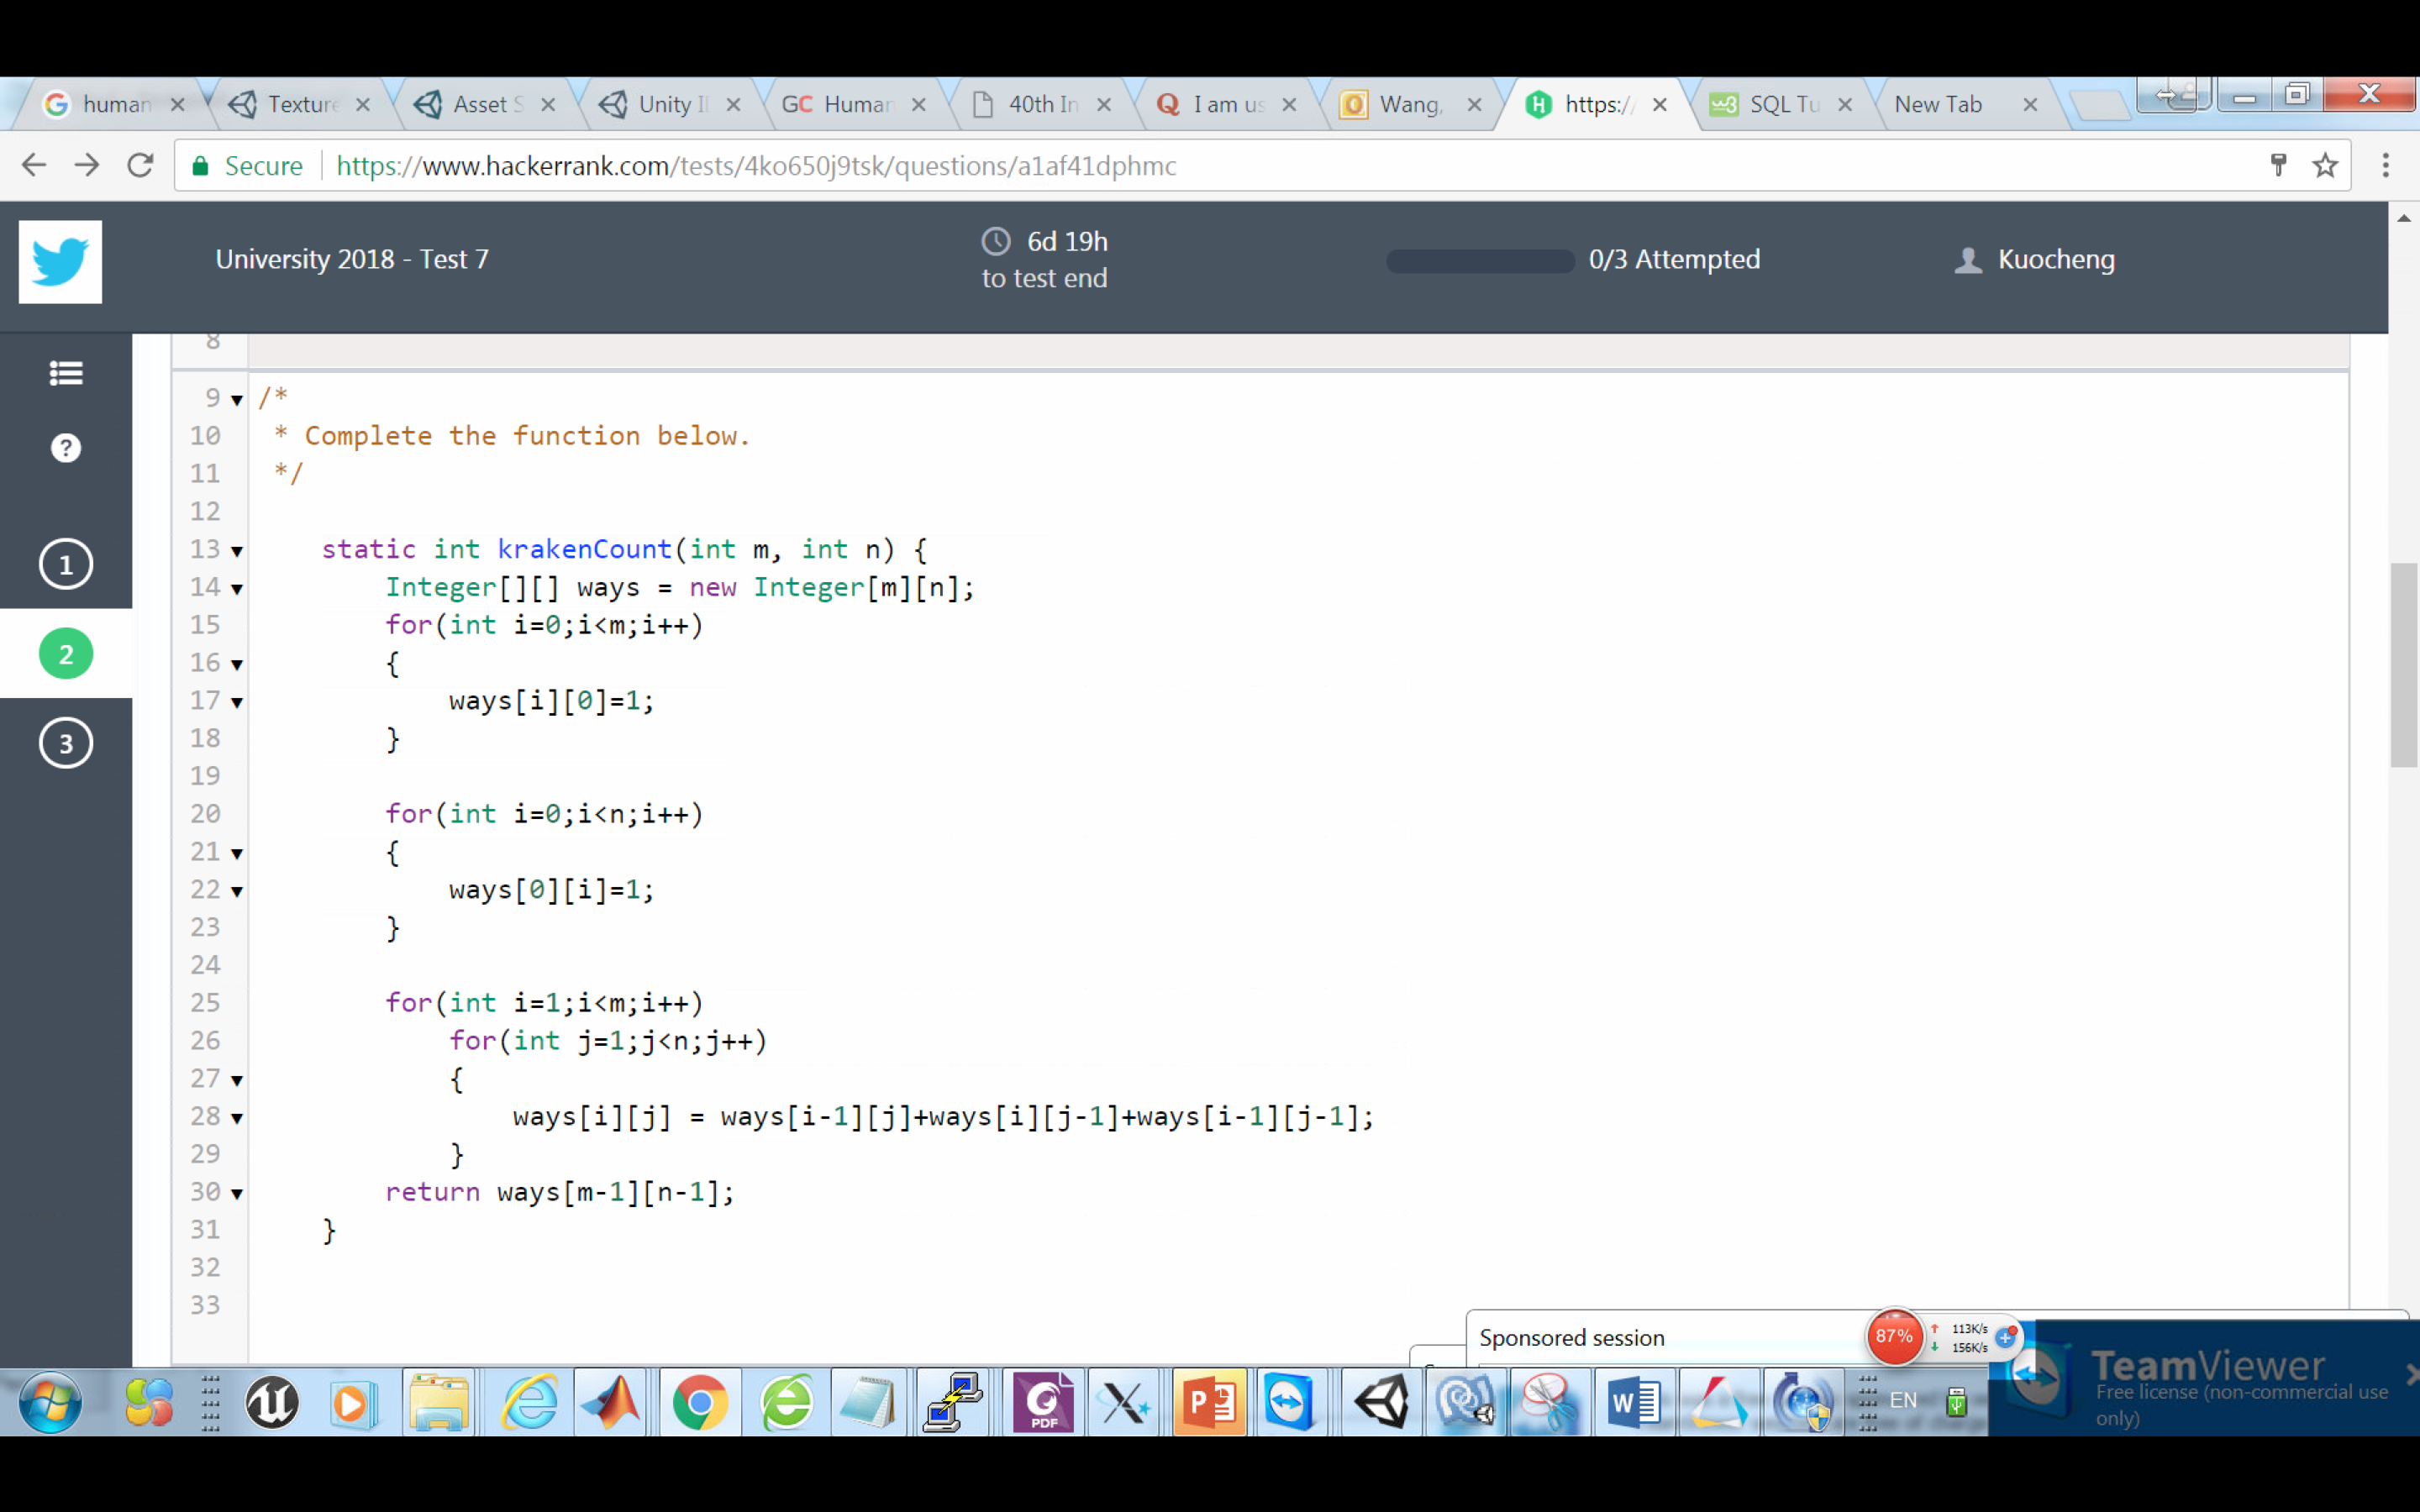 human
Texture
Asset S
Unity I
GC Human
40th In
Q I am us
Wang,
H https:/
w3 SQL Tu
New Tab
Secure https://www.hackerrank.com/tests/4ko650j9tsk/questions/a1af41dphmc
University 2018 - Test 7
6d 19h
to test end
0/3 Attempted
Kuocheng
?
1
2
3
8
9 /*
10 * Complete the function below.
11 */
12
13 static int krakenCount(int m, int n) {
14 Integer[][] ways = new Integer[m][n];
15 for(int i=0;i<m;i++)
16 {
17 ways[i][0]=1;
18 }
19
20 for(int i=0;i<n;i++)
21 {
22 ways[0][i]=1;
23 }
24
25 for(int i=1;i<m;i++)
26 for(int j=1;j<n;j++)
27 {
28 ways[i][j] = ways[i-1][j]+ways[i][j-1]+ways[i-1][j-1];
29 }
30 return ways[m-1][n-1];
31 }
32
33
Sponsored session
87%
113K/s
156K/s
TeamViewer
Free license (non-commercial use
only)
PDF
EN